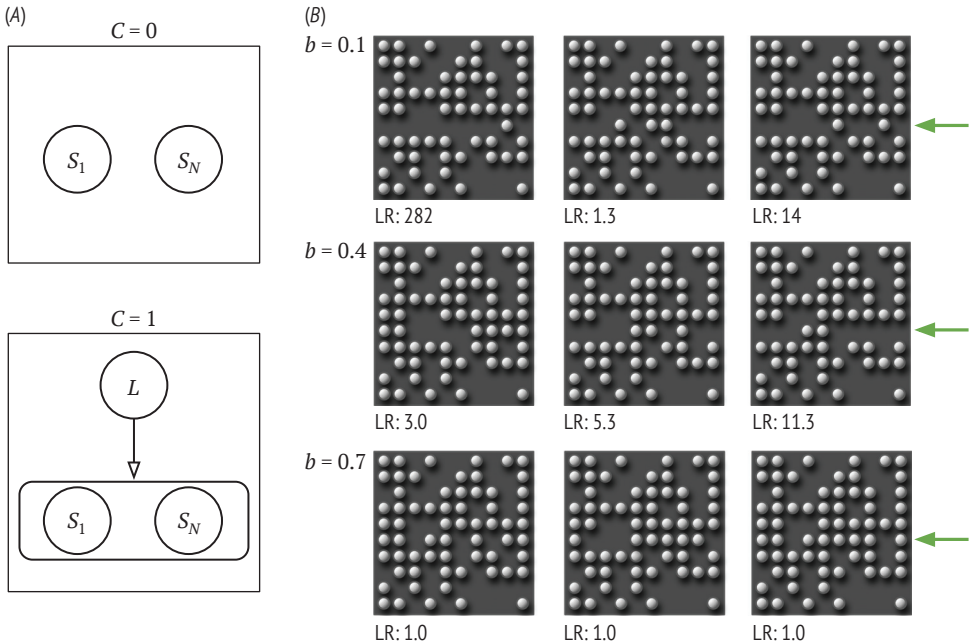 (A)
C = 0
S1 SN
C = 1
L
S1 SN
(B)
b = 0.1
LR: 282 LR: 1.3 LR: 14
b = 0.4
LR: 3.0 LR: 5.3 LR: 11.3
b = 0.7
LR: 1.0 LR: 1.0 LR: 1.0